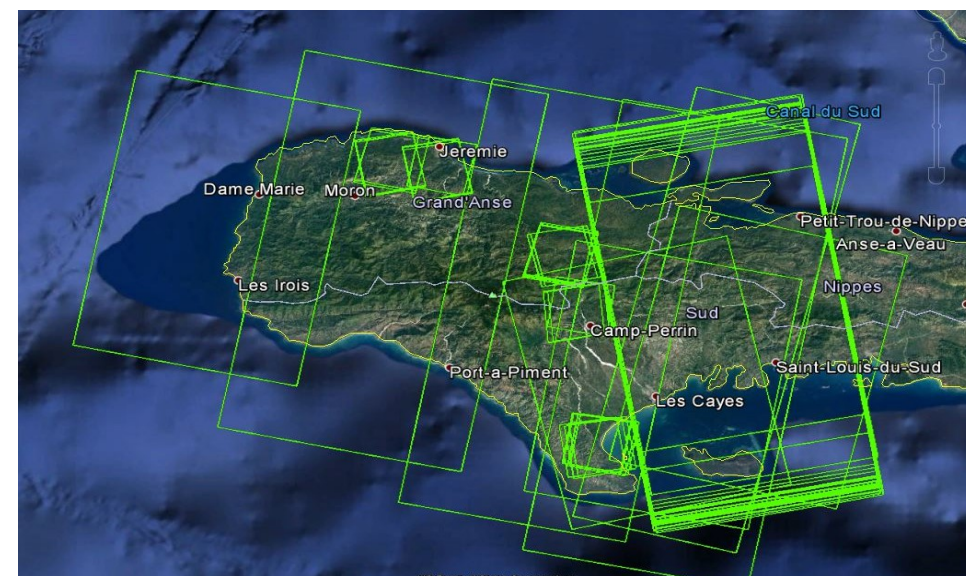 Canal du Sud
Jeremie
Dame Marie
Moron
Grand'Anse
Petit-Trou-de-Nippe
Anse-a-Veau
Les Irois
Nippes
Sud
Camp-Perrin
Port-a-Piment
Saint-Louis-du-Sud
Les Cayes